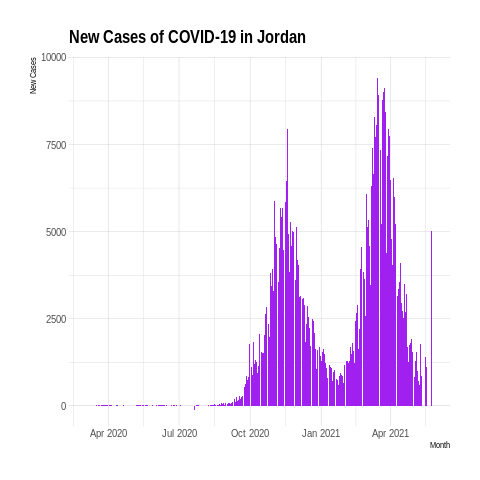 New Cases of COVID-19 in Jordan
New Cases
10000
7500
5000
2500
0
Apr 2020 Jul 2020 Oct 2020 Jan 2021 Apr 2021
Month